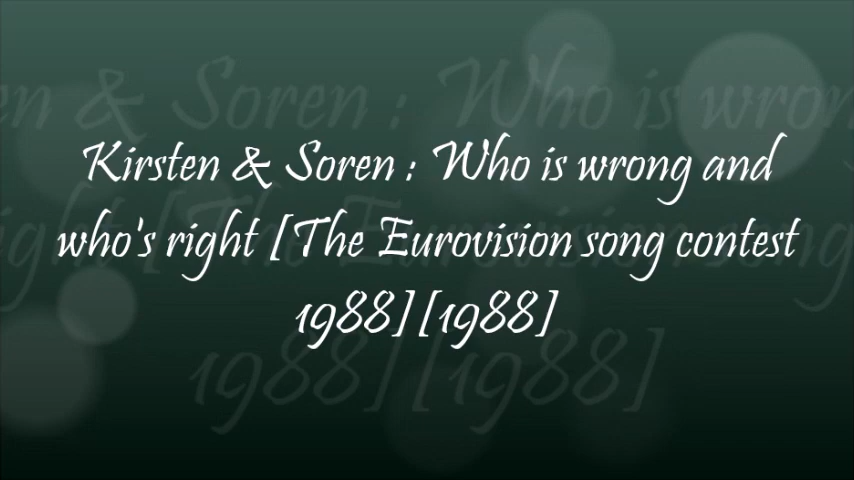 Kirsten & Soren : Who is wrong and
who's right [The Eurovision song contest
1988][1988]